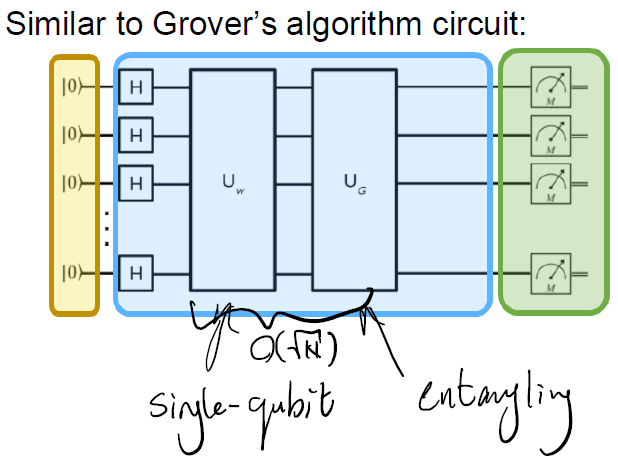 Similar to Grover's algorithm circuit:
|0⟩ H M
|0⟩ H M
|0⟩ H U_w U_G M
|0⟩ H M
O(√N)
single-qubit entangling